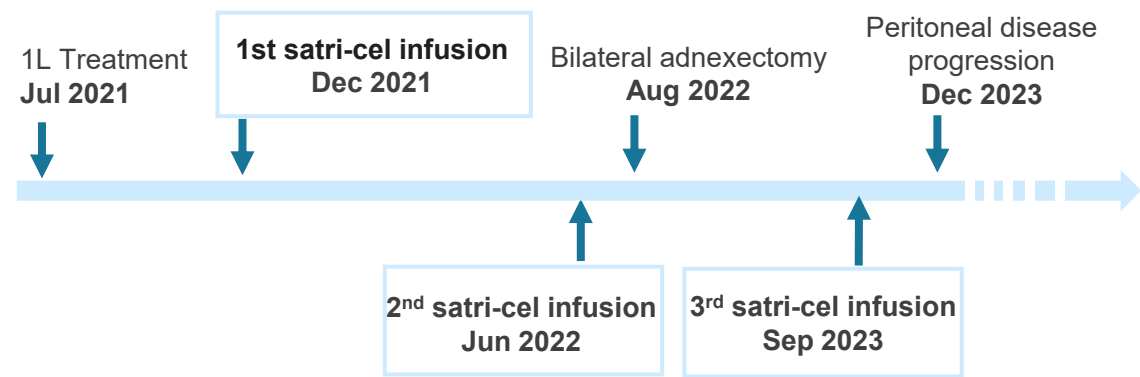 1L Treatment
Jul 2021
1st satri-cel infusion
Dec 2021
Bilateral adnexectomy
Aug 2022
Peritoneal disease
progression
Dec 2023
2nd satri-cel infusion
Jun 2022
3rd satri-cel infusion
Sep 2023